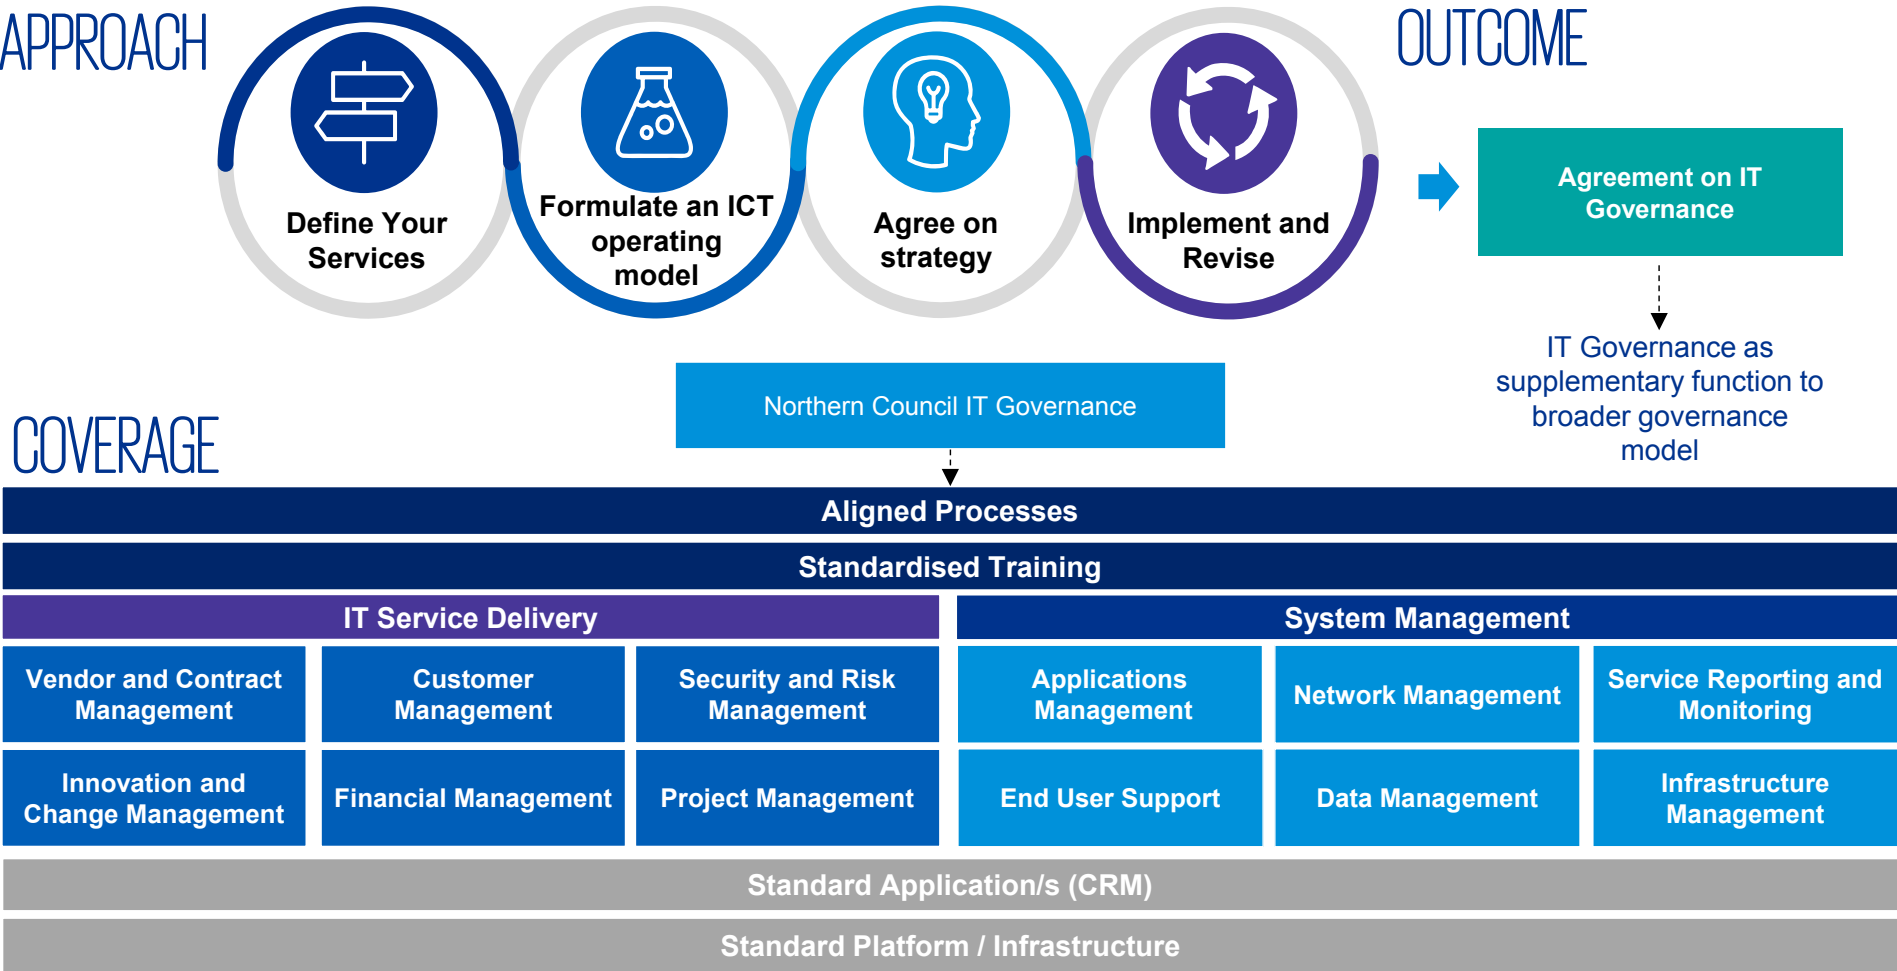 APPROACH
Define Your
Services
Formulate an ICT
operating
model
Agree on
strategy
Implement and
Revise
OUTCOME
Agreement on IT
Governance
IT Governance as
supplementary function to
broader governance
model
Northern Council IT Governance
COVERAGE
Aligned Processes
Standardised Training
IT Service Delivery
System Management
Vendor and Contract
Management
Customer
Management
Security and Risk
Management
Applications
Management
Network Management
Service Reporting and
Monitoring
Innovation and
Change Management
Financial Management
Project Management
End User Support
Data Management
Infrastructure
Management
Standard Application/s (CRM)
Standard Platform / Infrastructure